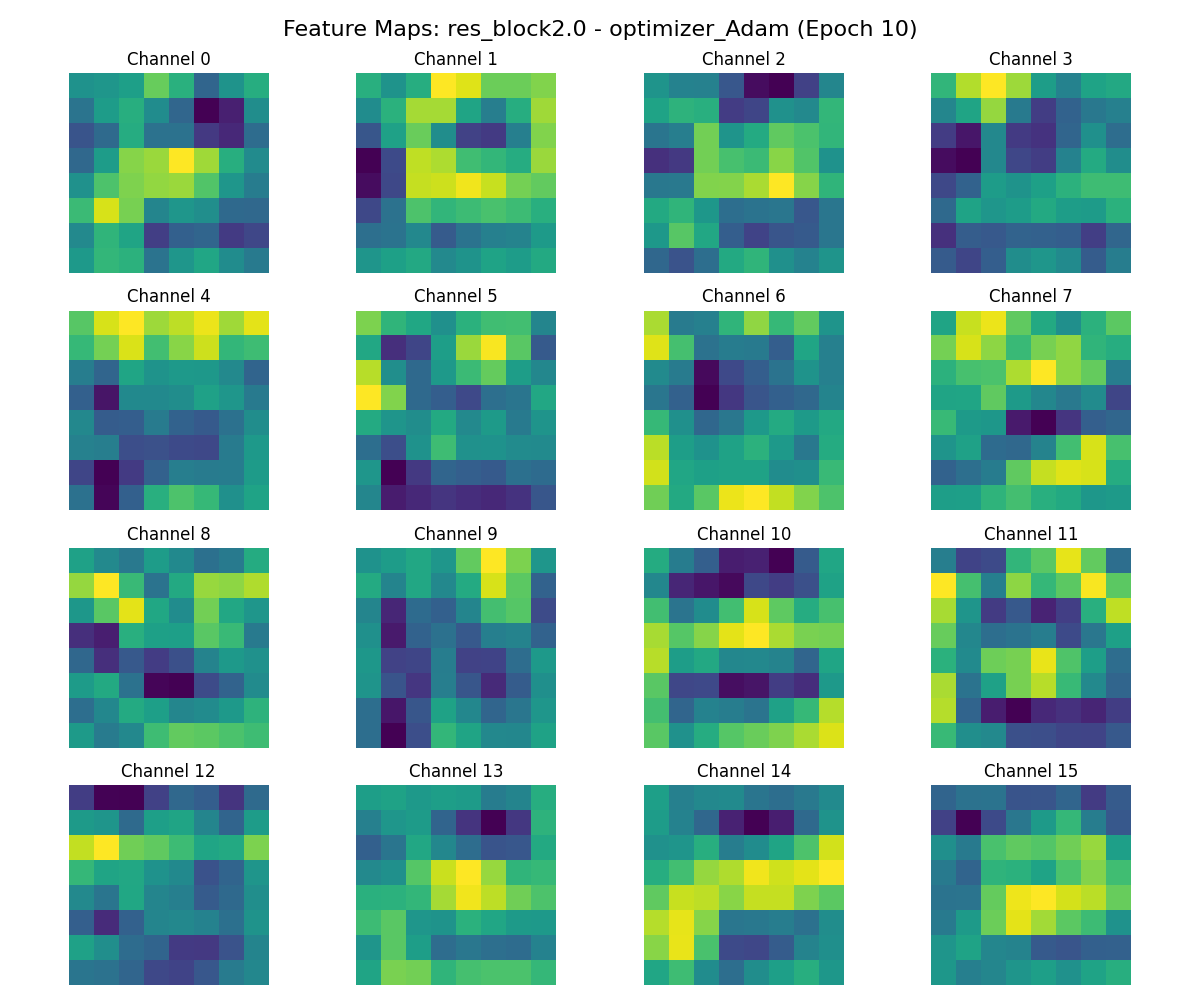 Feature Maps: res_block2.0 - optimizer_Adam (Epoch 10)
Channel 0
Channel 1
Channel 2
Channel 3
Channel 4
Channel 5
Channel 6
Channel 7
Channel 8
Channel 9
Channel 10
Channel 11
Channel 12
Channel 13
Channel 14
Channel 15